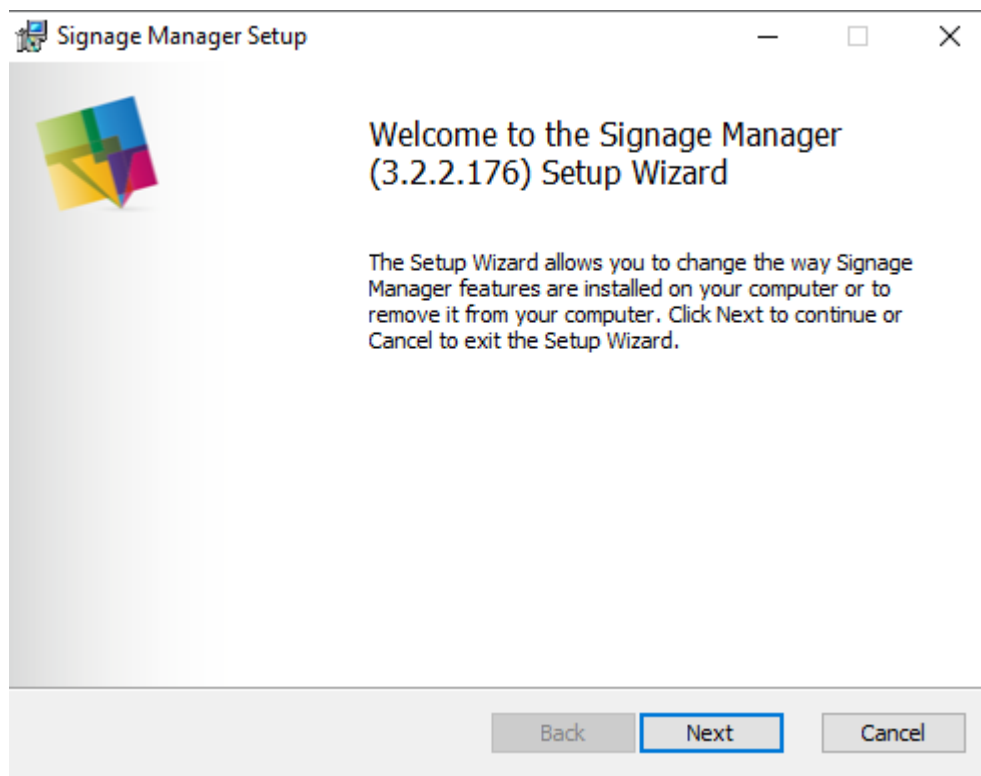 Signage Manager Setup
Welcome to the Signage Manager
(3.2.2.176) Setup Wizard
The Setup Wizard allows you to change the way Signage
Manager features are installed on your computer or to
remove it from your computer. Click Next to continue or
Cancel to exit the Setup Wizard.
Back
Next
Cancel